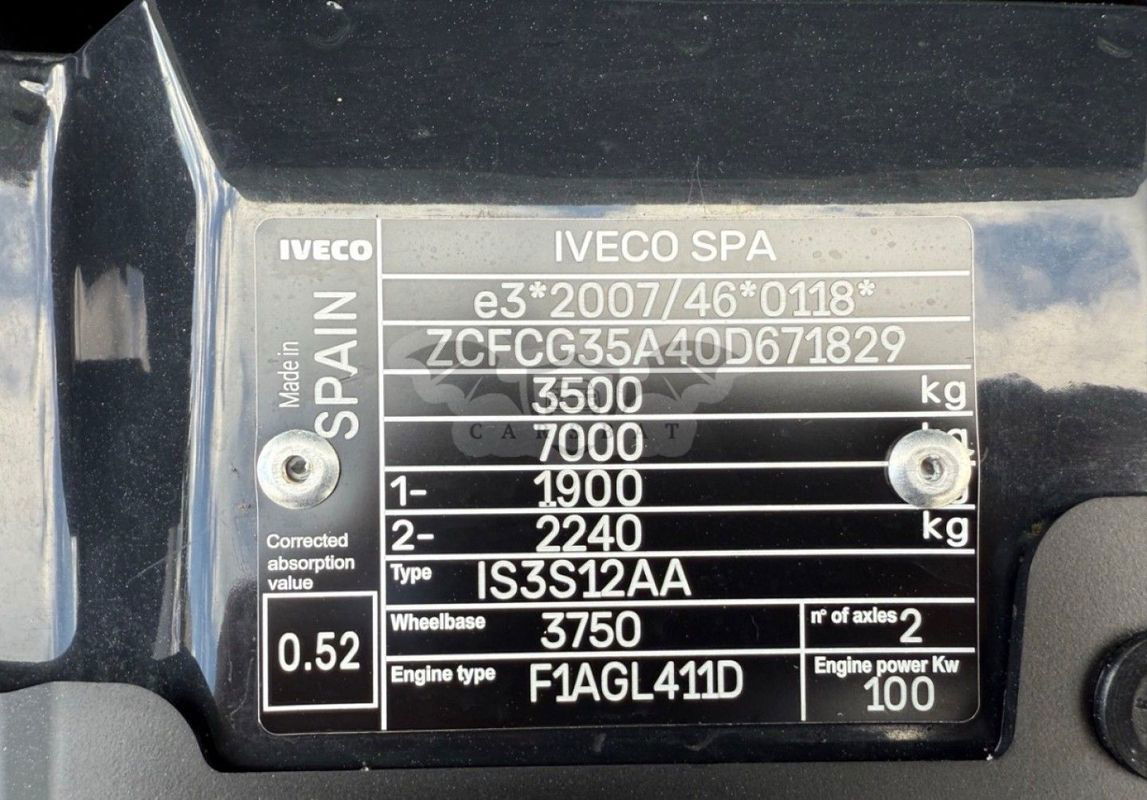 IVECO
IVECO SPA
Made in
SPAIN
e3*2007/46*0118*
ZCFCG35A40D671829
3500 kg
7000 kg
1- 1900
2- 2240 kg
Corrected
absorption
value
0.52
Type IS3S12AA
Wheelbase 3750
n° of axles 2
Engine type F1AGL411D
Engine power Kw
100
CARSBAT